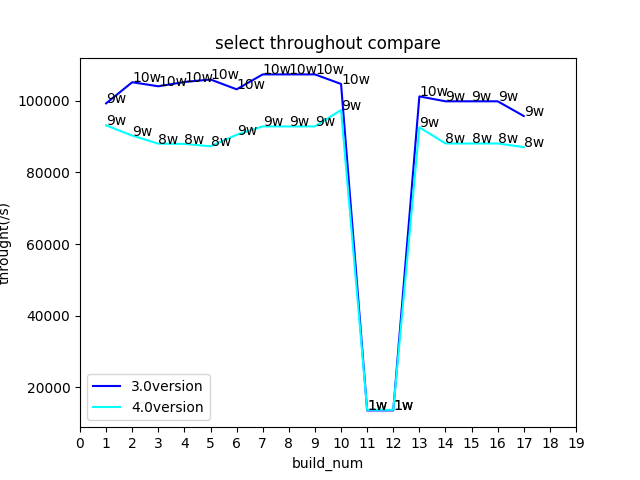 select throughout compare
100000
80000
60000
40000
20000
throught(/s)
9w 10w 10w 10w 10w 10w 10w 10w 10w 10w 1w 1w 10w 9w 9w 9w 9w
9w 9w 8w 8w 8w 9w 9w 9w 9w 9w 1w 1w 9w 8w 8w 8w 8w
3.0version
4.0version
0 1 2 3 4 5 6 7 8 9 10 11 12 13 14 15 16 17 18 19
build_num